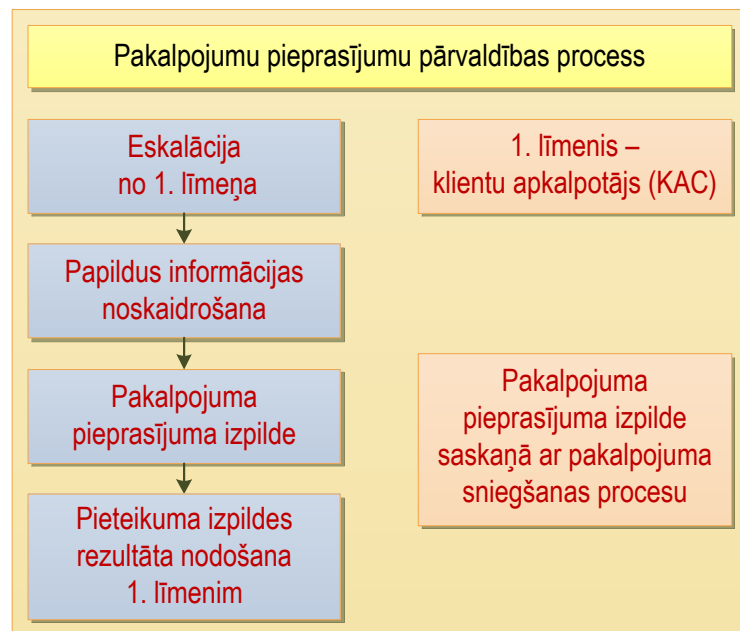 Pakalpojumu pieprasījumu pārvaldības process
Eskalācija
no 1. līmeņa
1. līmenis –
klientu apkalpotājs (KAC)
Papildus informācijas
noskaidrošana
Pakalpojuma
pieprasījuma izpilde
Pakalpojuma
pieprasījuma izpilde
saskaņā ar pakalpojuma
sniegšanas procesu
Pieteikuma izpildes
rezultāta nodošana
1. līmenim